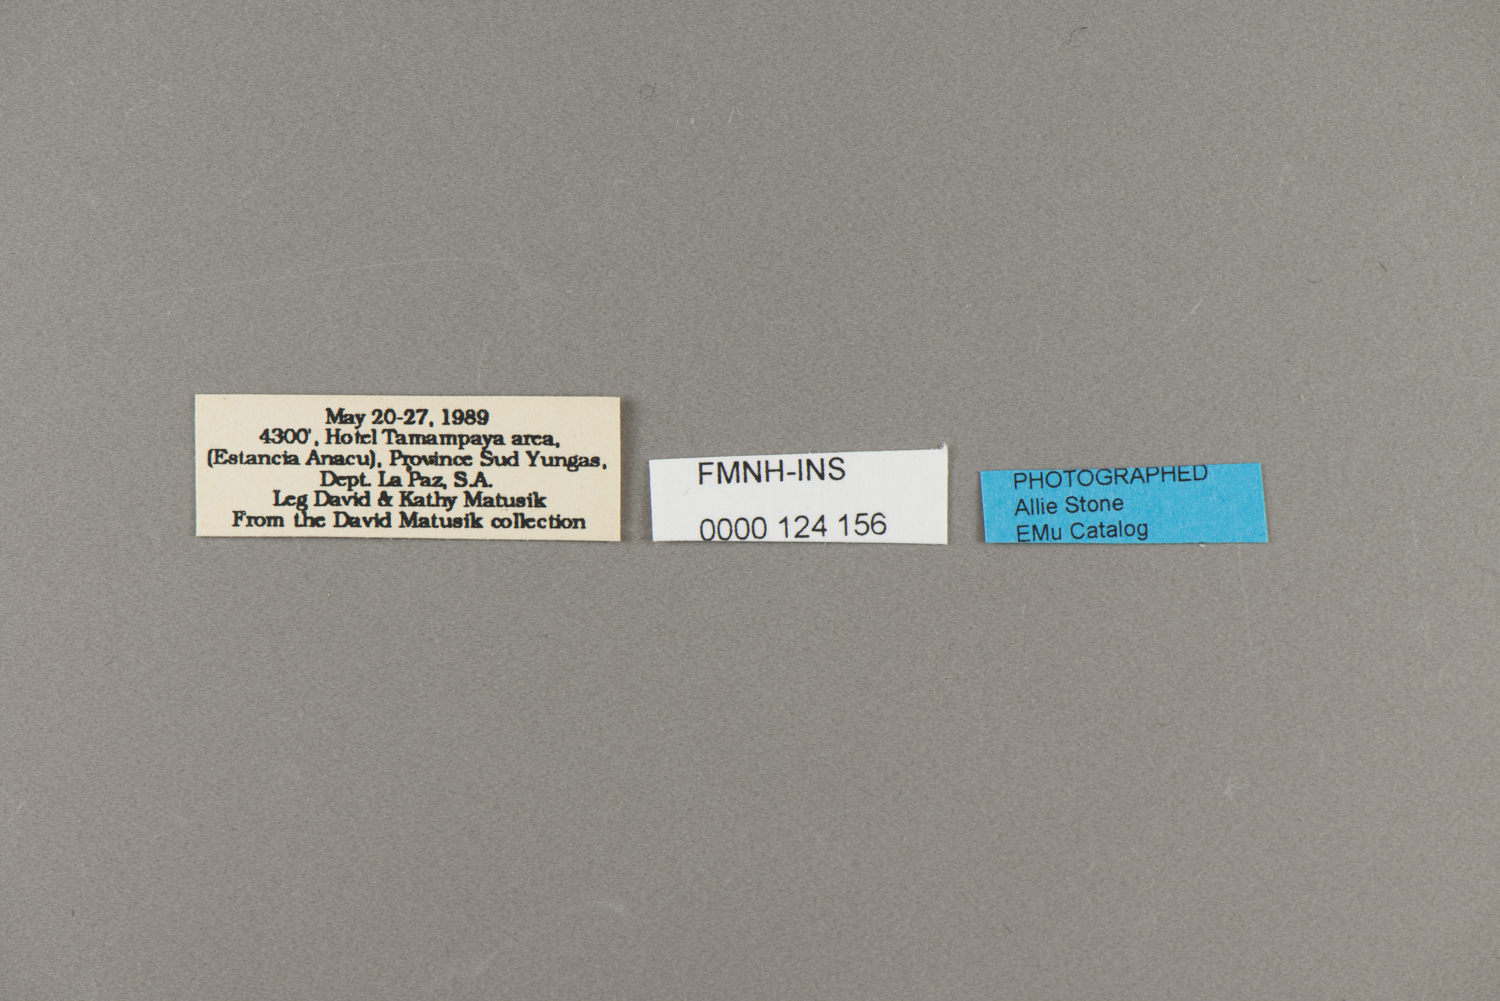 May 20-27, 1989
4300', Hotel Tamampaya area,
(Estancia Anacu), Province Sud Yungas,
Dept. La Paz, S.A.
Leg David & Kathy Matusik
From the David Matusik collection
FMNH-INS
0000 124 156
PHOTOGRAPHED
Allie Stone
EMu Catalog